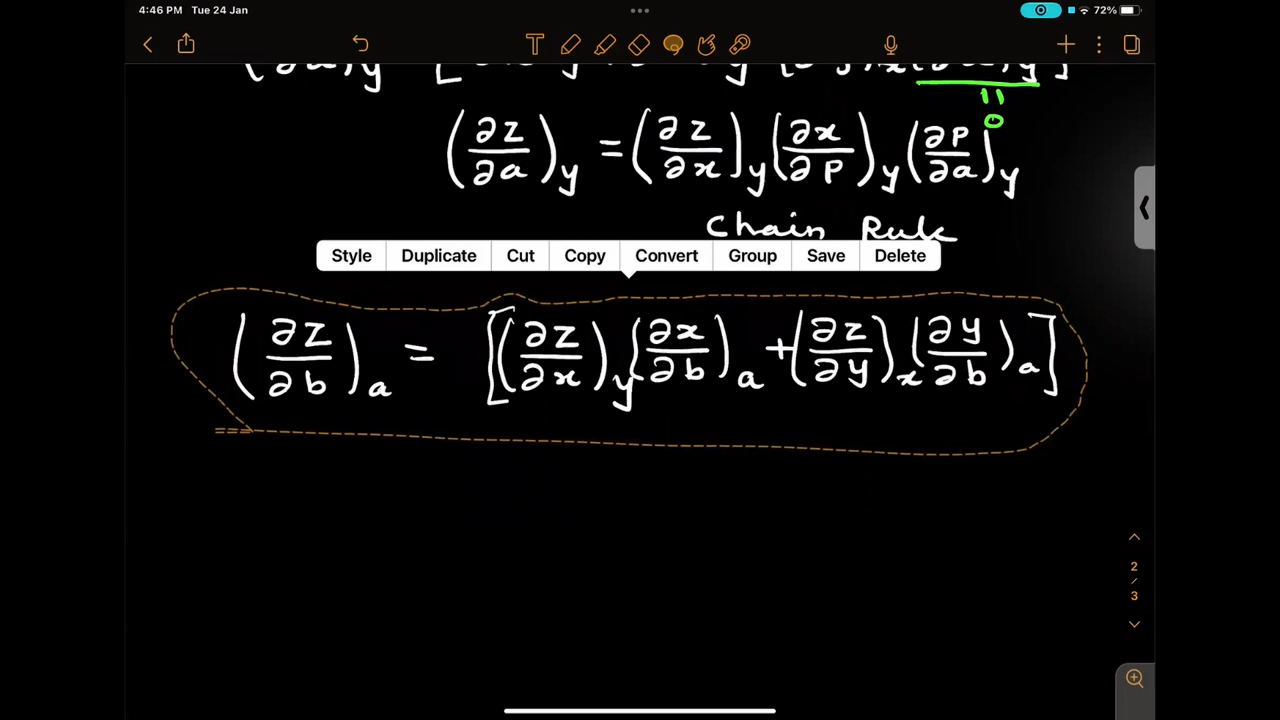 4:46 PM Tue 24 Jan
72%
(∂z/∂a)_y = (∂z/∂x)_y (∂x/∂P)_y (∂P/∂a)_y
0
Chain Rule
Style Duplicate Cut Copy Convert Group Save Delete
(∂z/∂b)_a = [(∂z/∂x)_y (∂x/∂b)_a + (∂z/∂y)_x (∂y/∂b)_a]
2
/
3